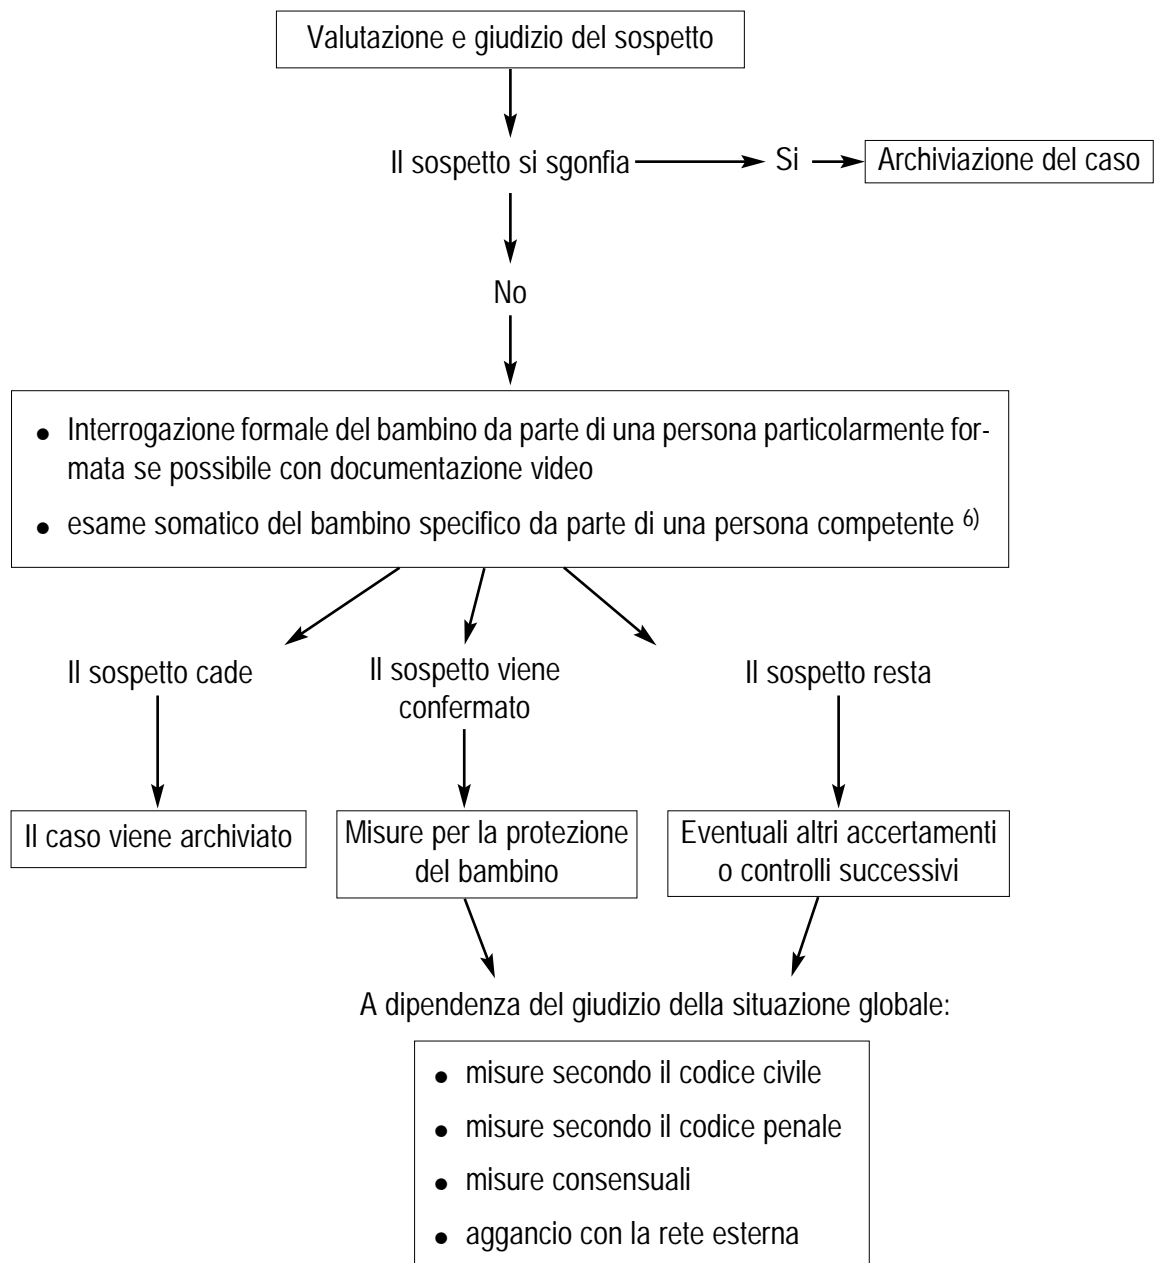 Valutazione e giudizio del sospetto
Il sospetto si sgonfia
Si
Archiviazione del caso
No
● Interrogazione formale del bambino da parte di una persona particolarmente for-
mata se possibile con documentazione video
● esame somatico del bambino specifico da parte di una persona competente 6)
Il sospetto cade
Il sospetto viene
confermato
Il sospetto resta
Il caso viene archiviato
Misure per la protezione
del bambino
Eventuali altri accertamenti
o controlli successivi
A dipendenza del giudizio della situazione globale:
● misure secondo il codice civile
● misure secondo il codice penale
● misure consensuali
● aggancio con la rete esterna